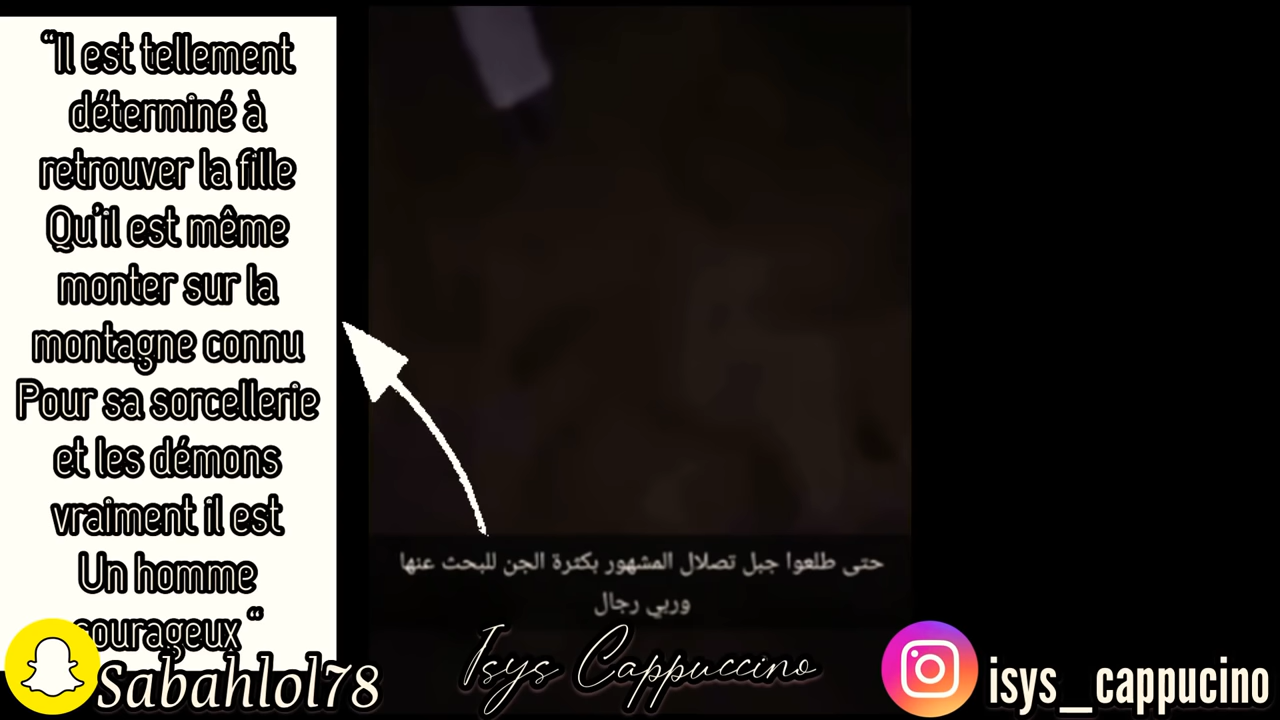 “Il est tellement
déterminé à
retrouver la fille
Qu'il est même
monter sur la
montagne connu
Pour sa sorcellerie
et les démons
vraiment il est
Un homme
courageux “
حتى طلعوا جبل تصلال المشهور بكثرة الجن للبحث عنها
وربي رجال
Sabahlol78
Isys Cappuccino
isys_cappucino